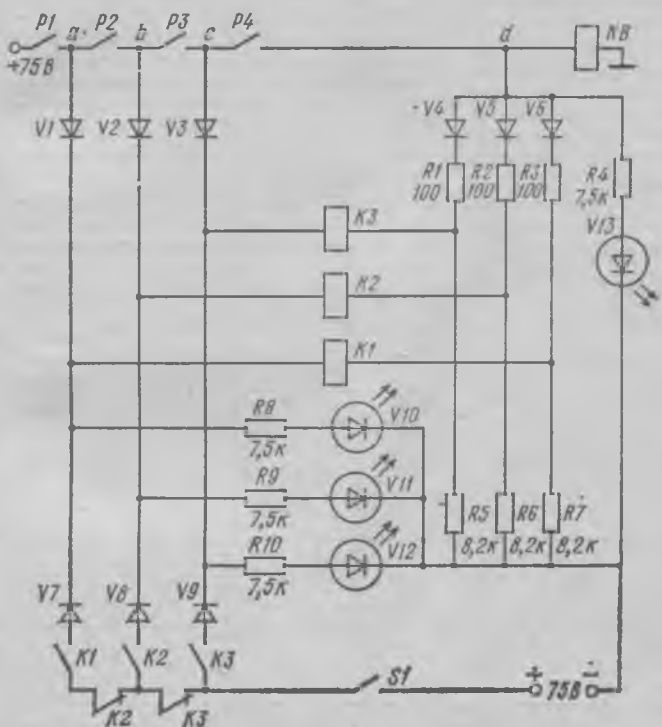 P1 a P2 b P3 c P4 d KB
+75В
V1 V2 V3 V4 V5 V6
R1 100 R2 100 R3 100 R4 7,5к
V13
K3
K2
K1
R8 7,5к V10
R9 7,5к V11
R10 7,5к V12
R5 8,2к R6 8,2к R7 8,2к
V7 V8 V9
K1 K2 K3
K2 K3 S1 + 75В -